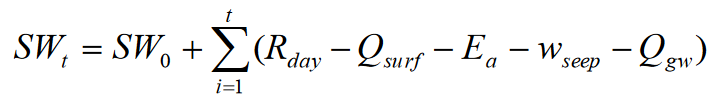 SW_t = SW_0 + \sum_{i=1}^{t} (R_{day} - Q_{surf} - E_a - w_{seep} - Q_{gw})